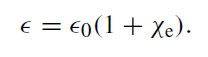 ϵ = ϵ₀(1 + χₑ).